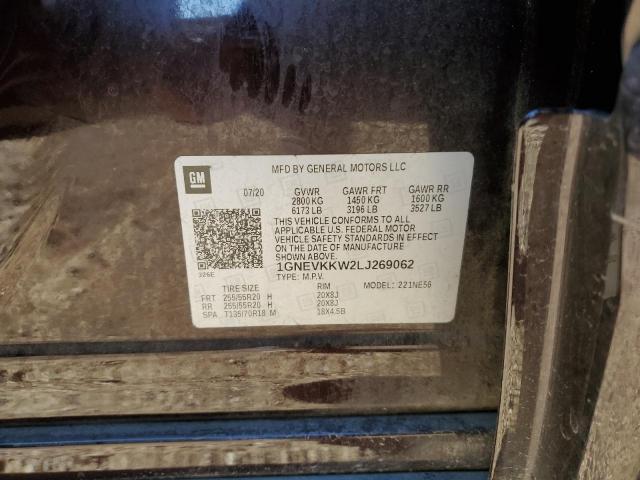 GM
MFD BY GENERAL MOTORS LLC
07/20 GVWR GAWR FRT GAWR RR
2800 KG 1450 KG 1600 KG
6173 LB 3196 LB 3527 LB
THIS VEHICLE CONFORMS TO ALL
APPLICABLE U.S. FEDERAL MOTOR
VEHICLE SAFETY STANDARDS IN EFFECT
ON THE DATE OF MANUFACTURE
SHOWN ABOVE.
1GNEVKKW2LJ269062
326E
TYPE: M.P.V.
TIRE SIZE RIM MODEL: 221NE56
FRT 255/55R20 H 20X8J
RR 255/55R20 H 20X8J
SPA T135/70R18 M 18X4.5B